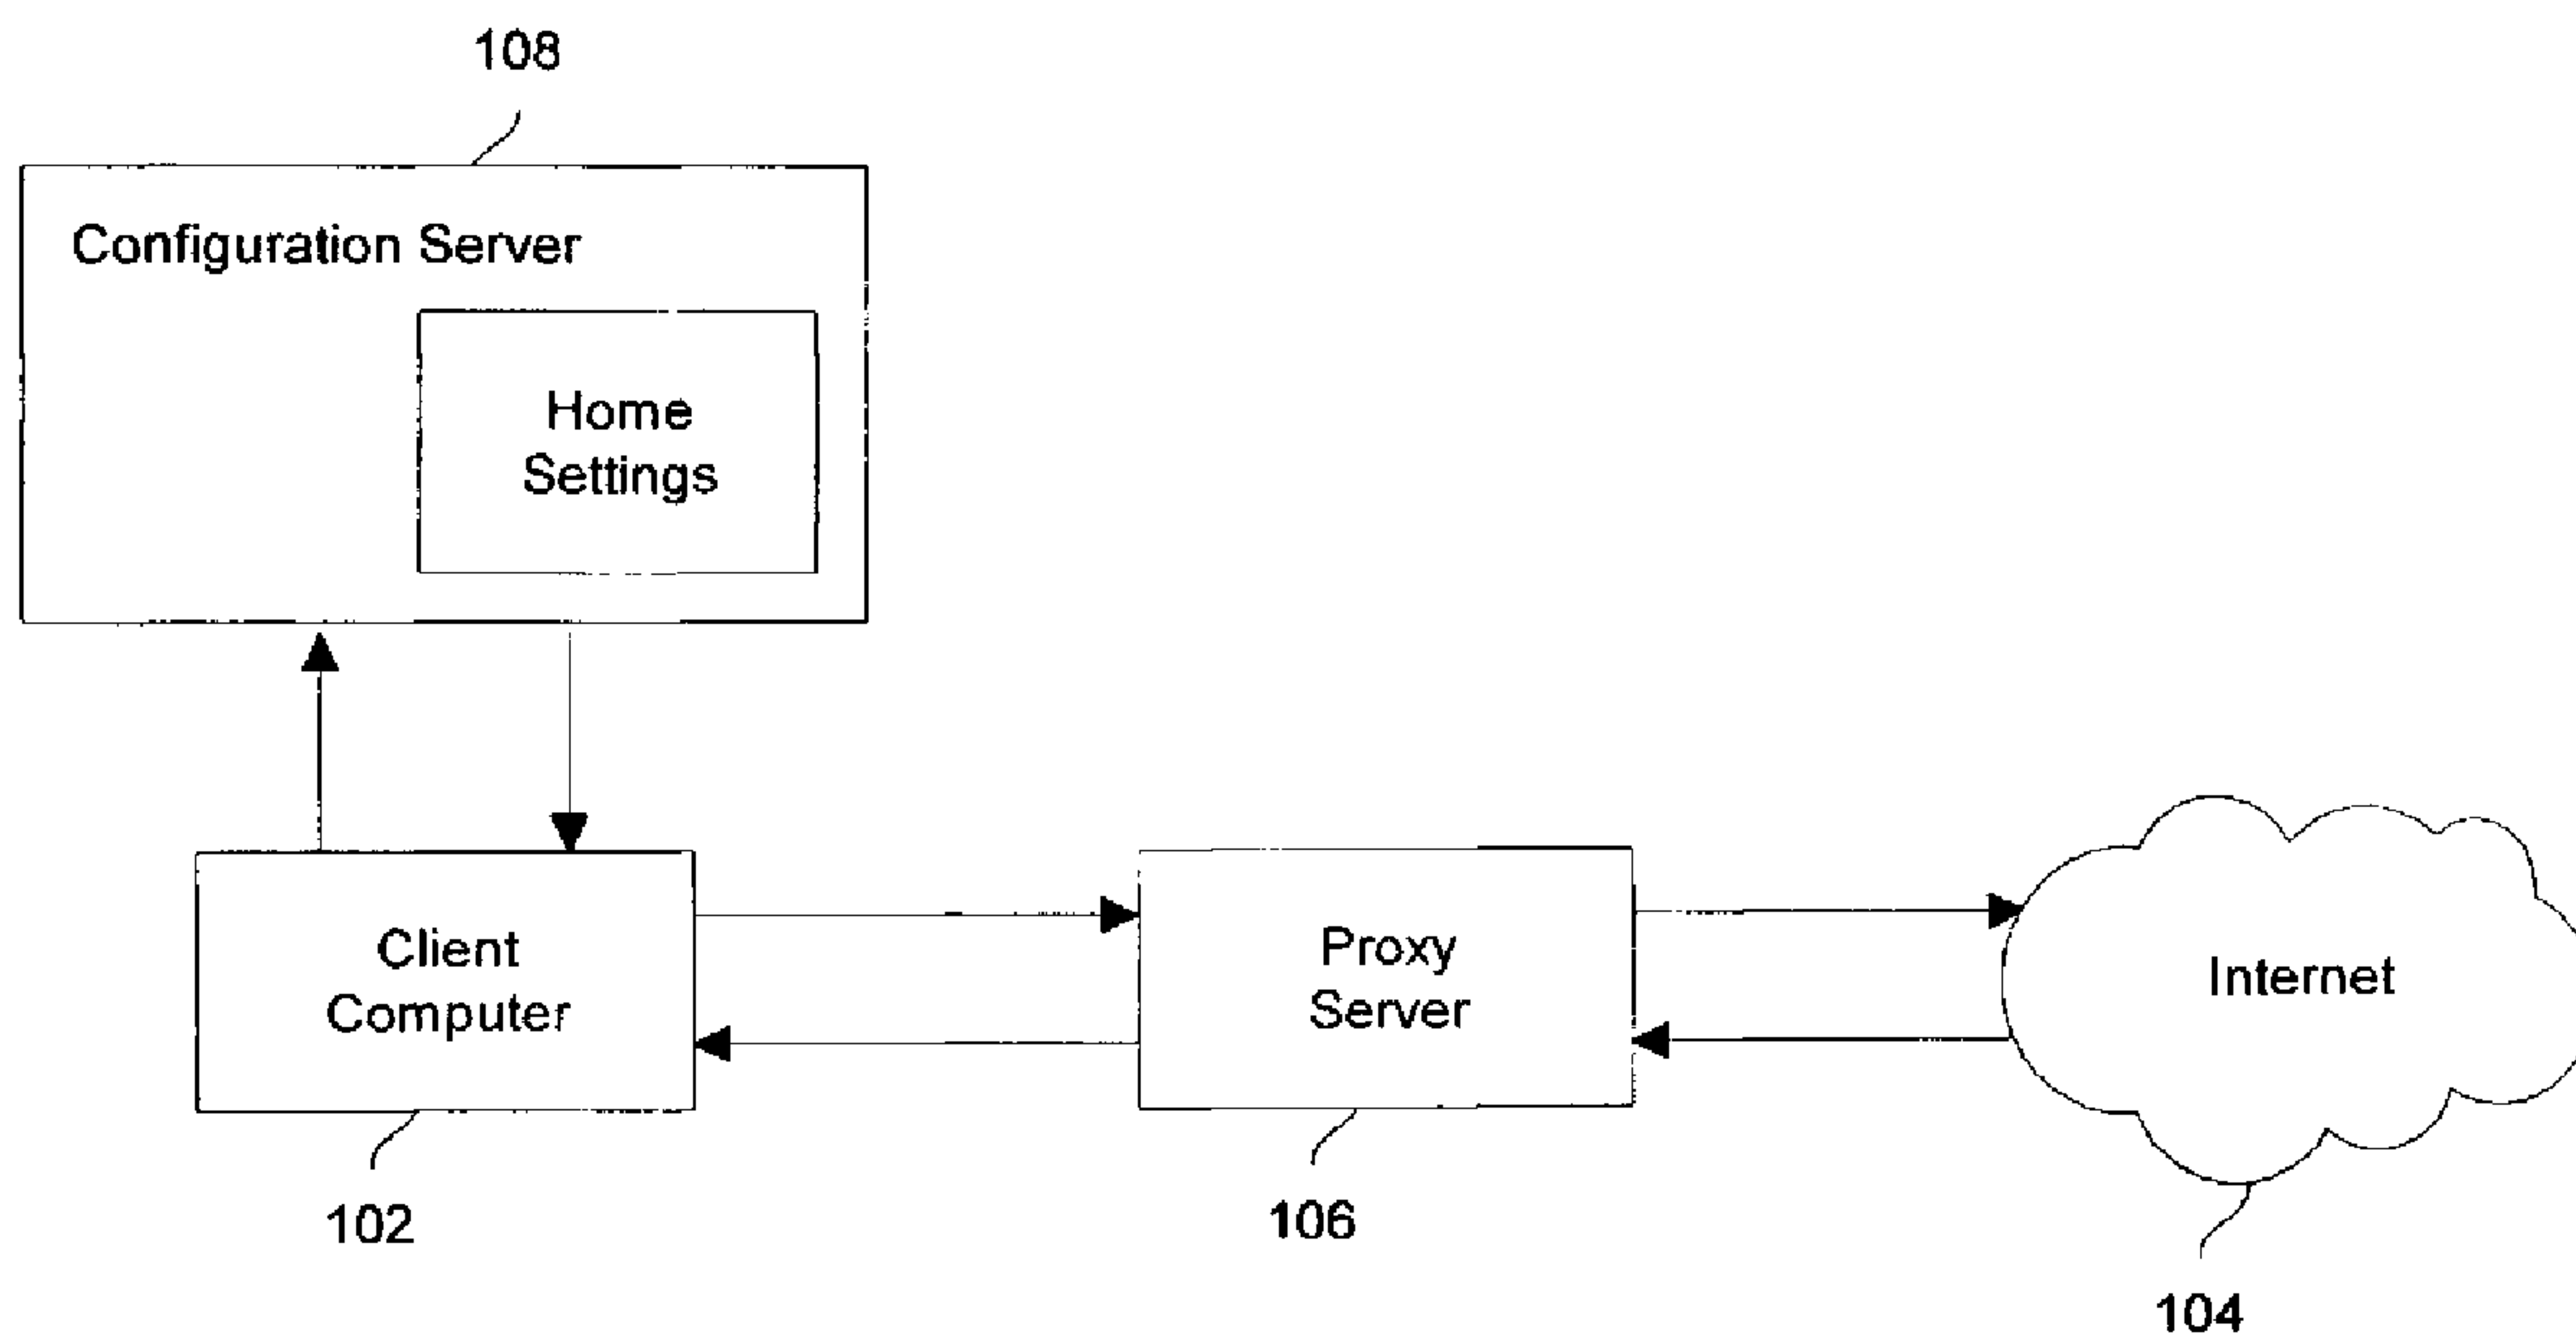 108
Configuration Server
Home
Settings
Client
Computer
Proxy
Server
Internet
102
106
104